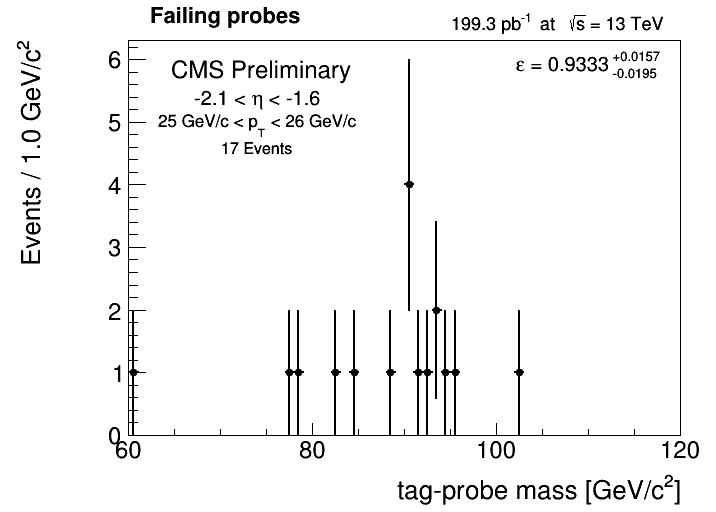 Failing probes
199.3 pb⁻¹ at √s = 13 TeV
CMS Preliminary
ε = 0.9333 +0.0157 -0.0195
-2.1 < η < -1.6
25 GeV/c < p_T < 26 GeV/c
17 Events
Events / 1.0 GeV/c²
6
5
4
3
2
1
0
60 80 100 120
tag-probe mass [GeV/c²]